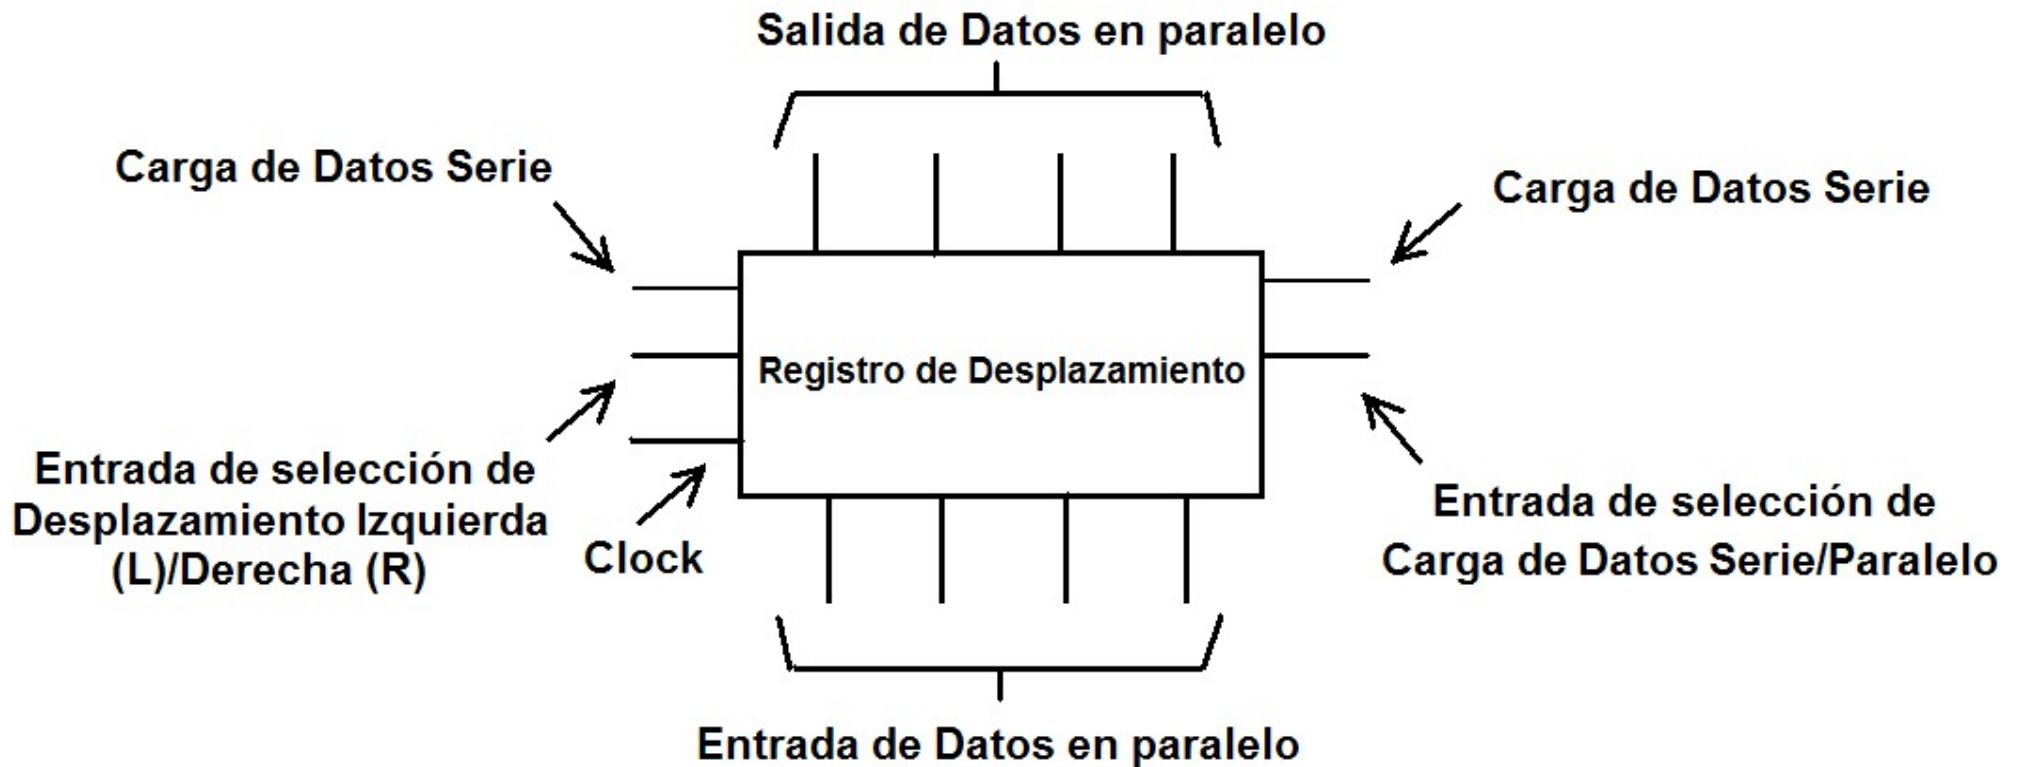 Salida de Datos en paralelo
Carga de Datos Serie
Carga de Datos Serie
Registro de Desplazamiento
Entrada de selección de
Desplazamiento Izquierda
(L)/Derecha (R)
Clock
Entrada de selección de
Carga de Datos Serie/Paralelo
Entrada de Datos en paralelo